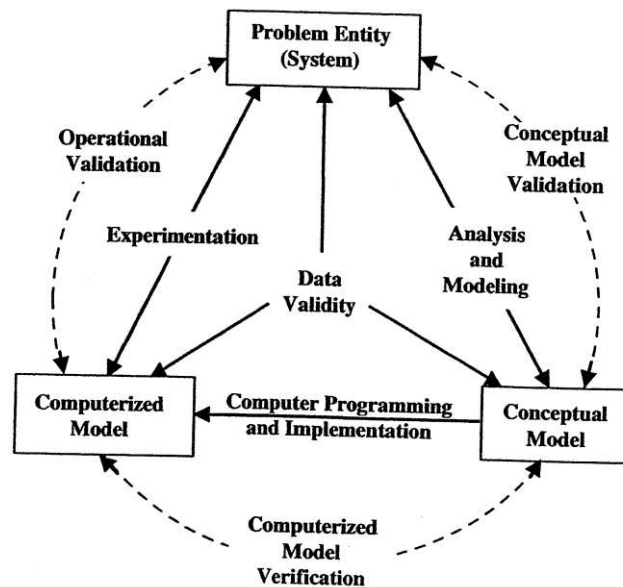 Problem Entity
(System)
Operational
Validation
Conceptual
Model
Validation
Experimentation
Analysis
and
Modeling
Data
Validity
Computerized
Model
Computer Programming
and Implementation
Conceptual
Model
Computerized
Model
Verification